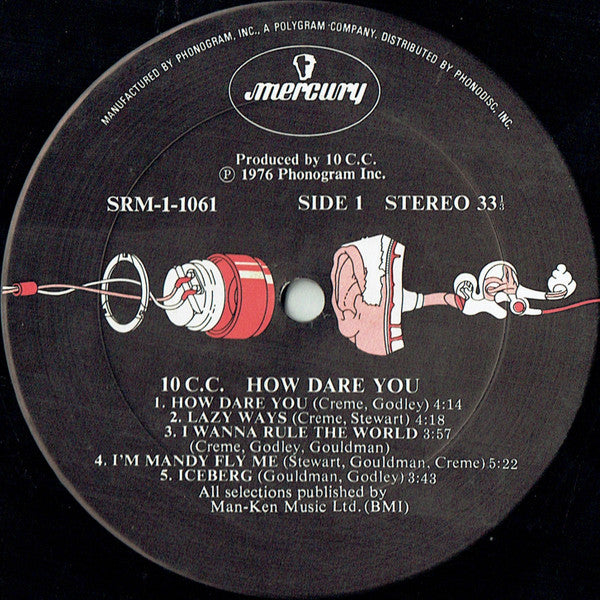 MANUFACTURED BY PHONOGRAM, INC., A POLYGRAM COMPANY. DISTRIBUTED BY PHONODISC, INC.
mercury
Produced by 10 C.C.
℗ 1976 Phonogram Inc.
SRM-1-1061 SIDE 1 STEREO 33⅓
10 C.C. HOW DARE YOU
1. HOW DARE YOU (Creme, Godley) 4:14
2. LAZY WAYS (Creme, Stewart) 4:18
3. I WANNA RULE THE WORLD 3:57
(Creme, Godley, Gouldman)
4. I'M MANDY FLY ME (Stewart, Gouldman, Creme) 5:22
5. ICEBERG (Gouldman, Godley) 3:43
All selections published by
Man-Ken Music Ltd. (BMI)